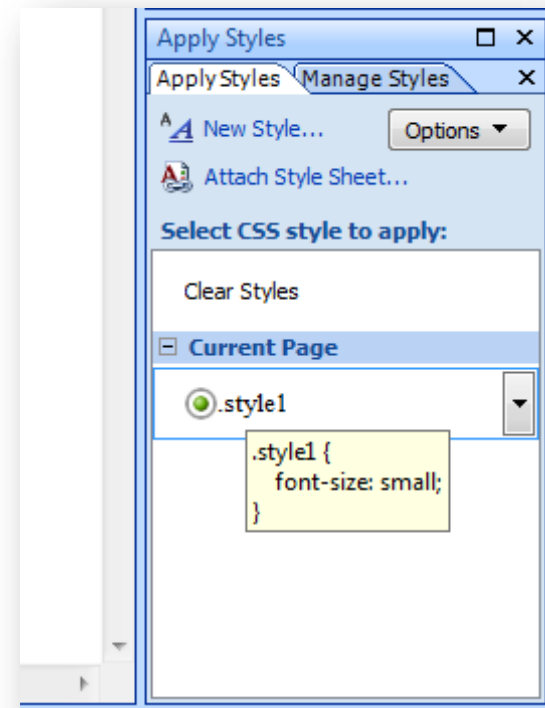 Apply Styles
Apply Styles Manage Styles
AA New Style... Options
Attach Style Sheet...
Select CSS style to apply:
Clear Styles
Current Page
.style1
.style1 {
font-size: small;
}